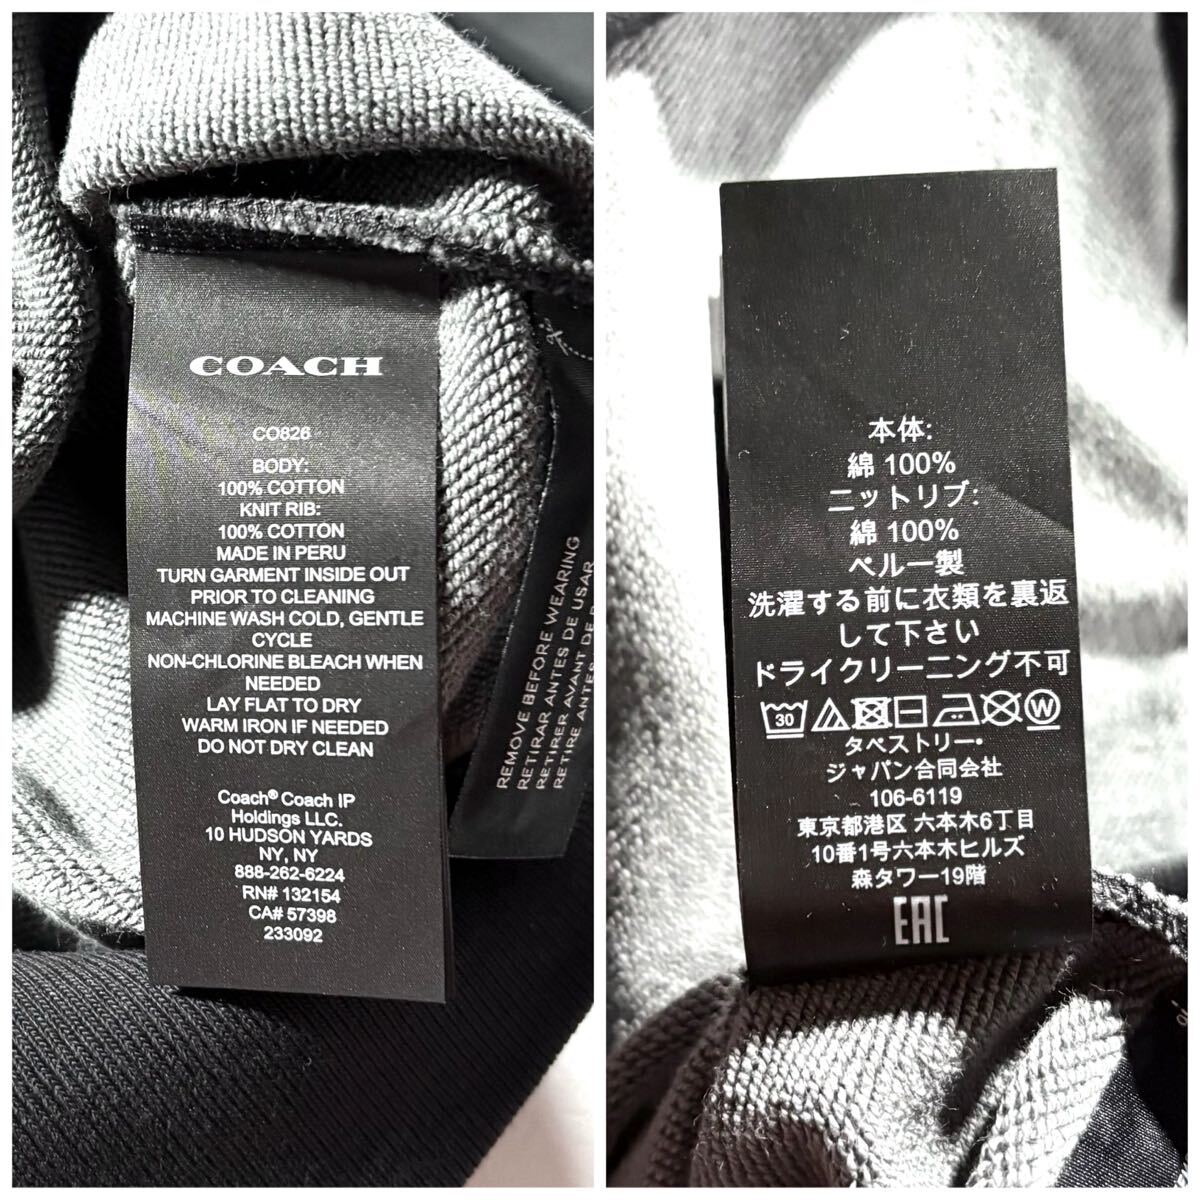 COACH
CO826
BODY:
100% COTTON
KNIT RIB:
100% COTTON
MADE IN PERU
TURN GARMENT INSIDE OUT
PRIOR TO CLEANING
MACHINE WASH COLD, GENTLE
CYCLE
NON-CHLORINE BLEACH WHEN
NEEDED
LAY FLAT TO DRY
WARM IRON IF NEEDED
DO NOT DRY CLEAN
Coach® Coach IP
Holdings LLC.
10 HUDSON YARDS
NY, NY
888-262-6224
RN# 132154
CA# 57398
233092
REMOVE BEFORE WEARING
RETIRAR ANTES DE USAR
RETIRER AVANT DE
RETIRE ANTES
本体:
綿 100%
ニットリブ:
綿 100%
ペルー製
洗濯する前に衣類を裏返
して下さい
ドライクリーニング不可
30 W
タペストリー・
ジャパン合同会社
106-6119
東京都港区 六本木6丁目
10番1号六本木ヒルズ
森タワー19階
EAC